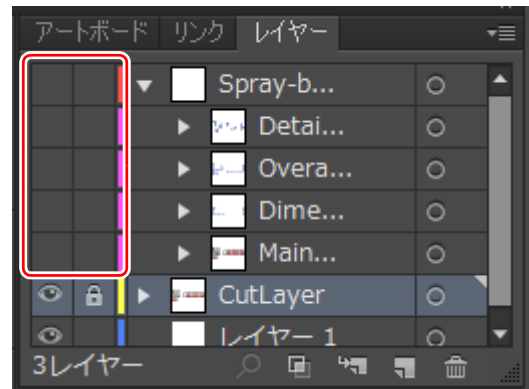 アートボード リンク レイヤー
Spray-b...
Detai...
Overa...
Dime...
Main...
CutLayer
レイヤー 1
3レイヤー